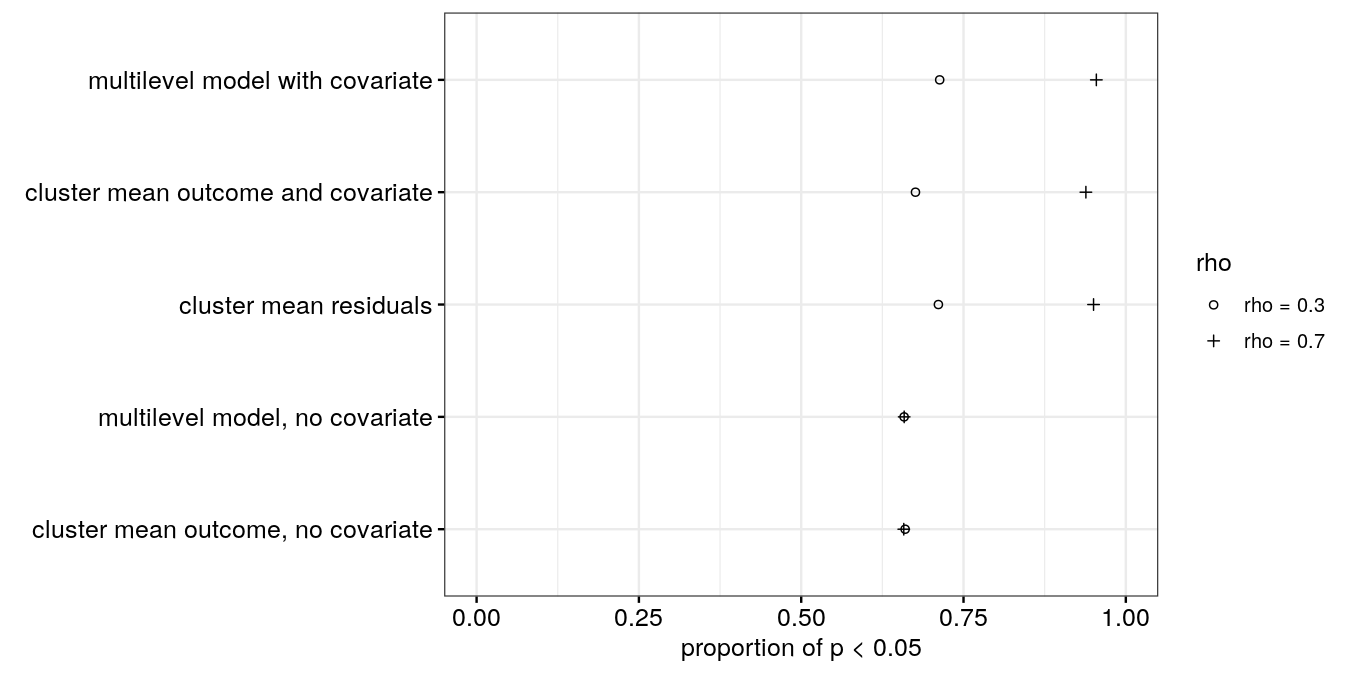 multilevel model with covariate
cluster mean outcome and covariate
cluster mean residuals
multilevel model, no covariate
cluster mean outcome, no covariate
0.00 0.25 0.50 0.75 1.00
proportion of p < 0.05
rho
rho = 0.3
rho = 0.7